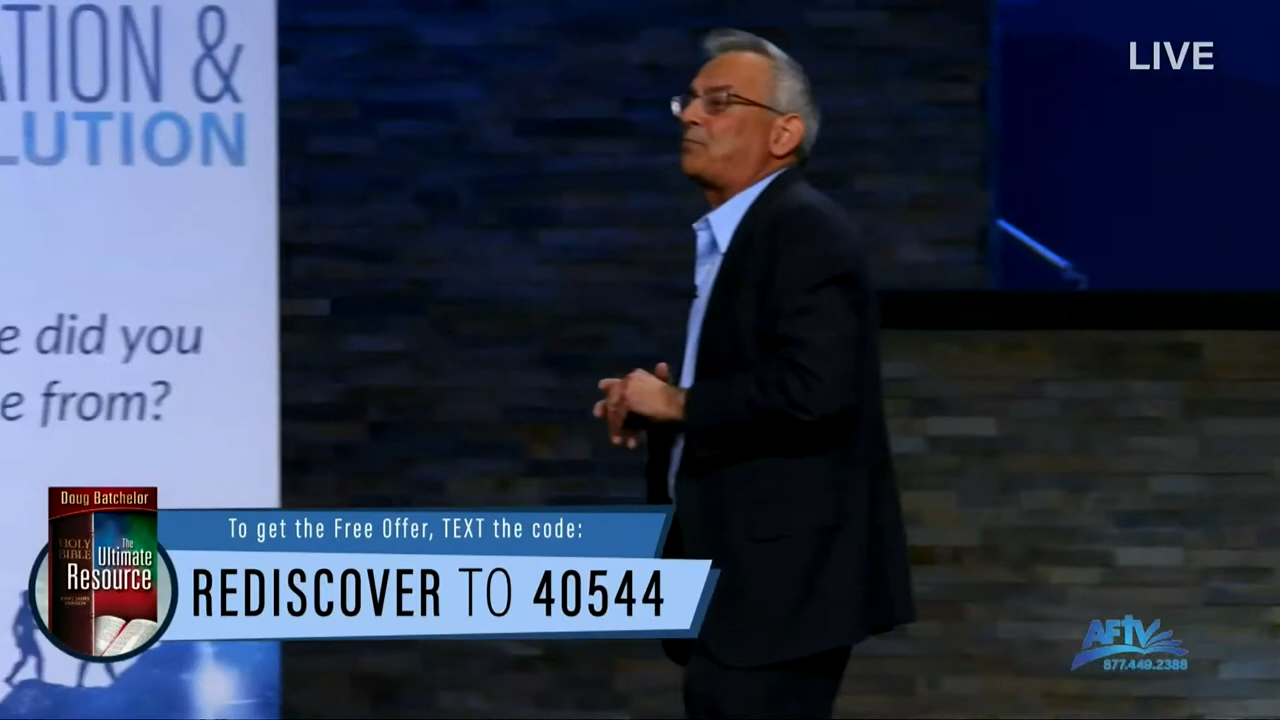 ATION &
LUTION
e did you
e from?
LIVE
Doug Batchelor
HOLY
BIBLE
The
Ultimate
Resource
To get the Free Offer, TEXT the code:
REDISCOVER TO 40544
AFTV
877.449.2388